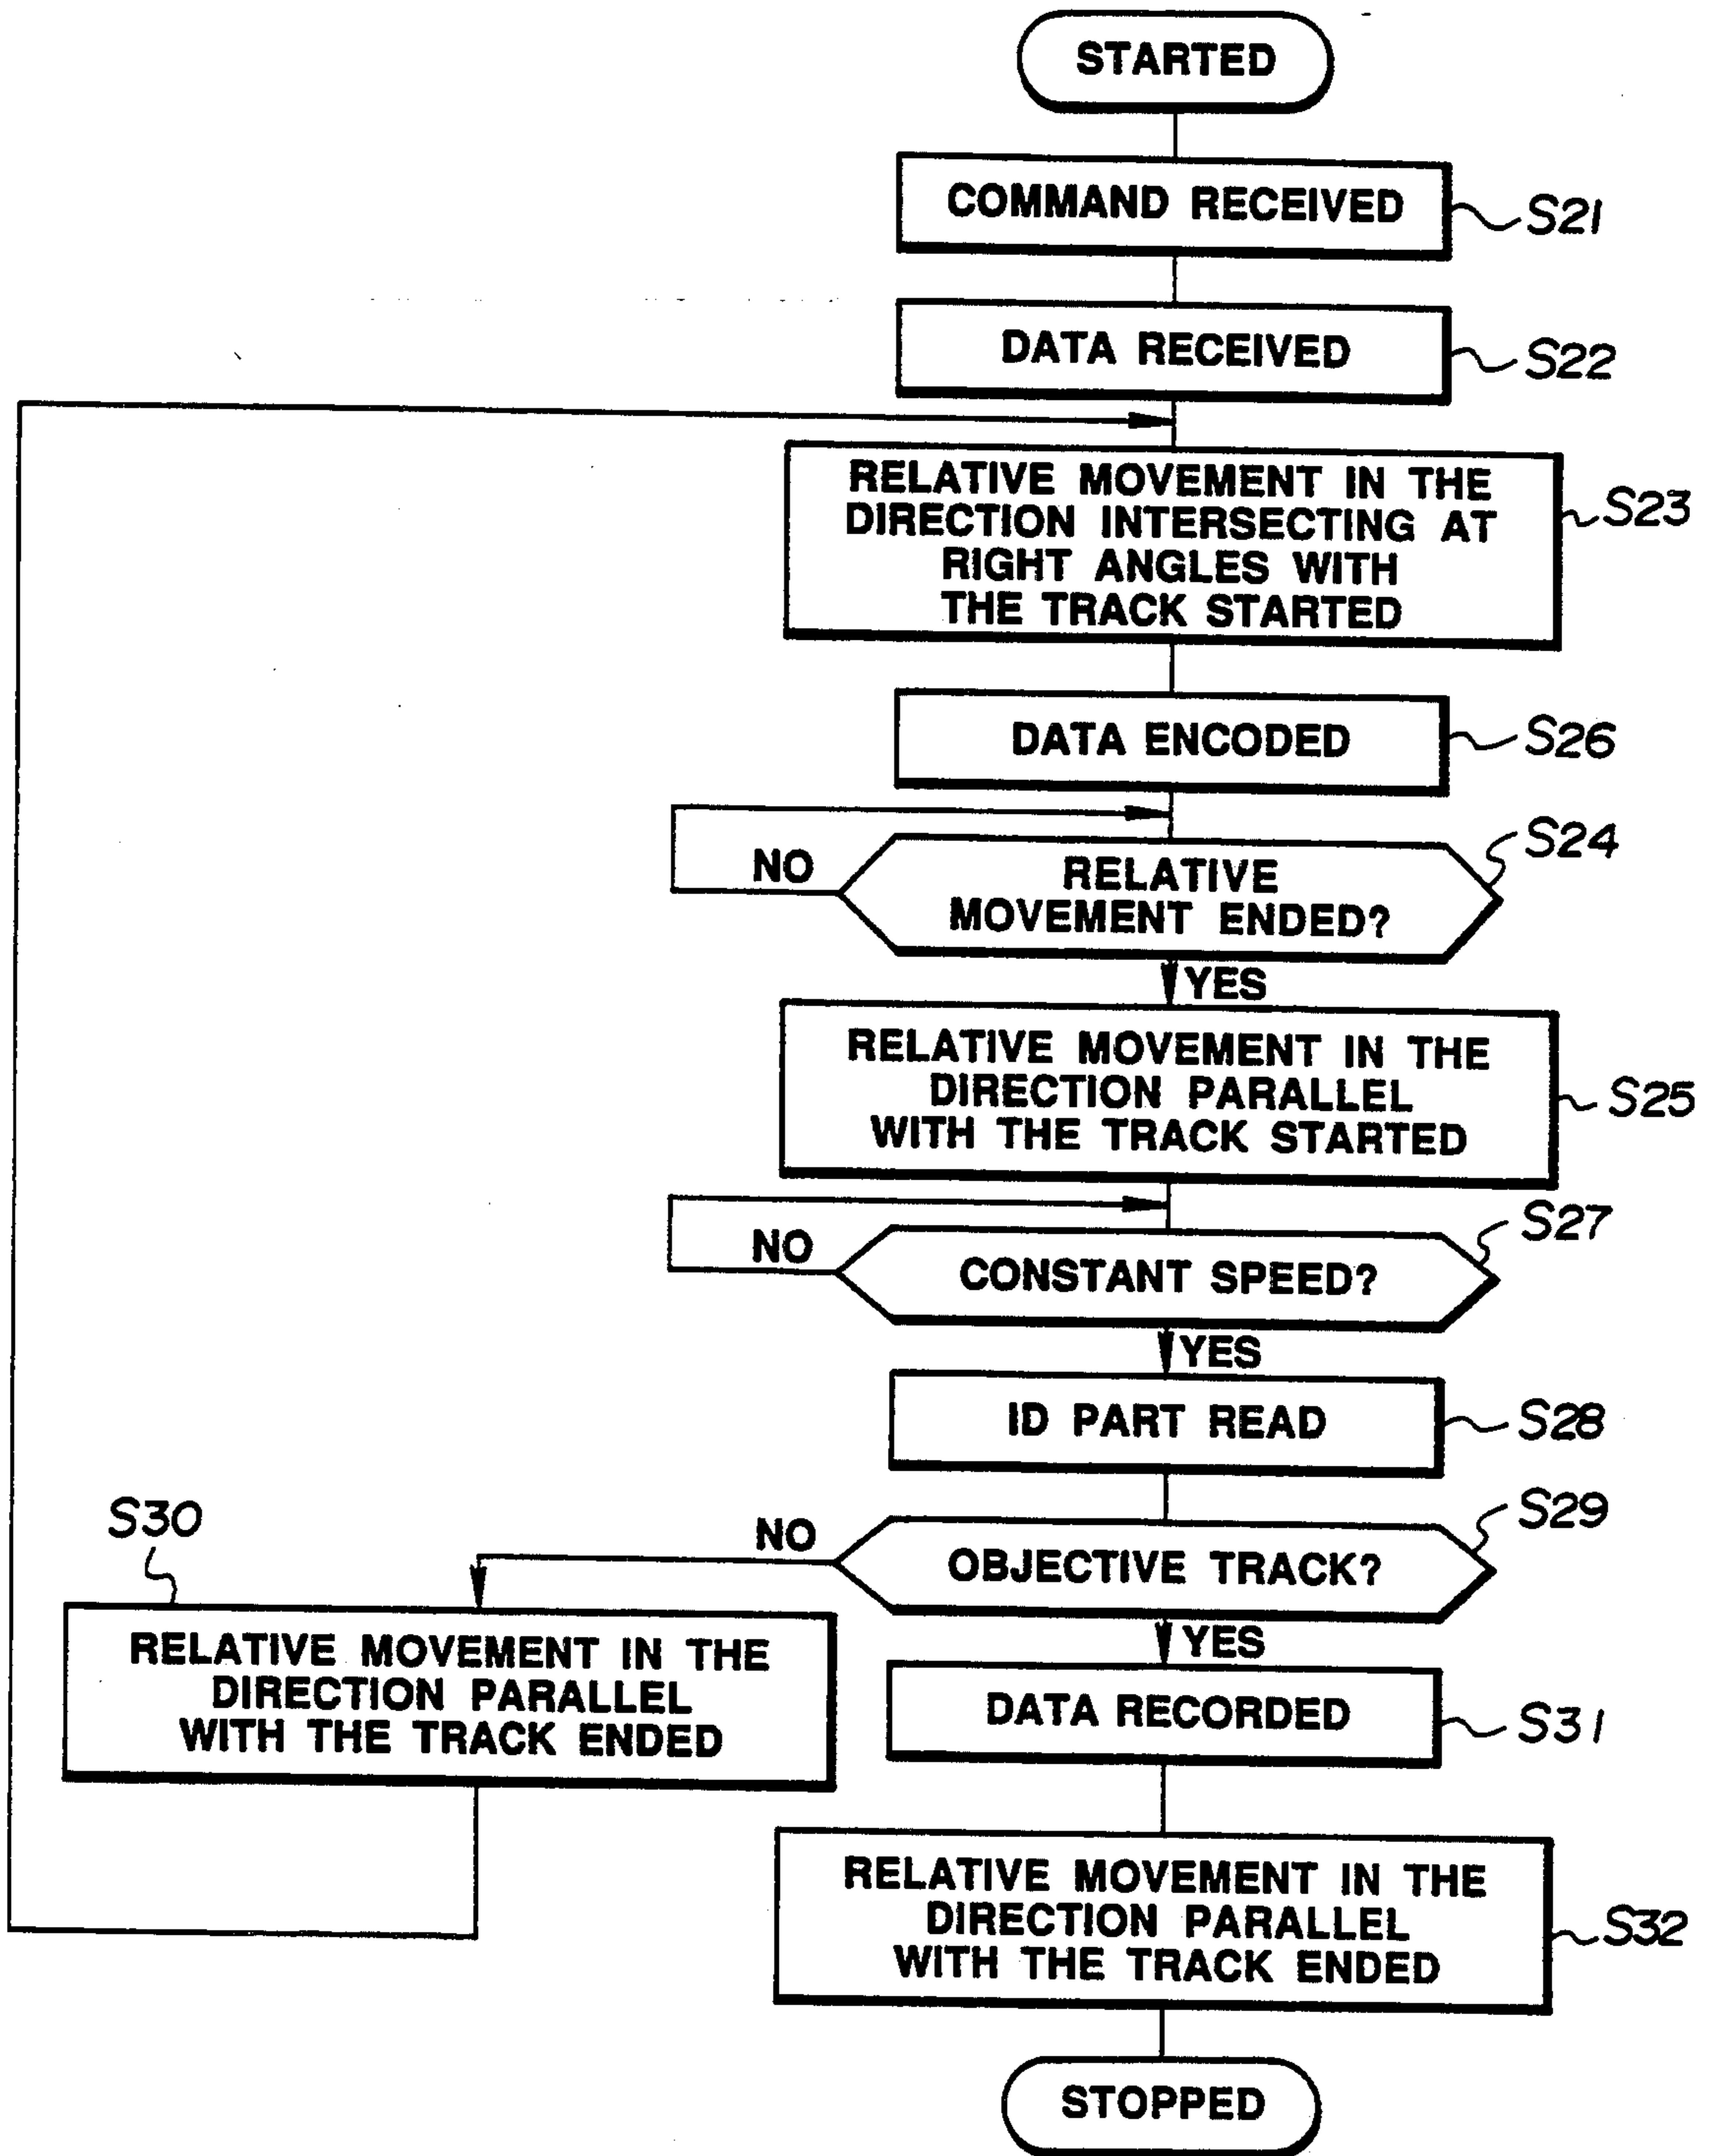 STARTED
COMMAND RECEIVED
S21
DATA RECEIVED
S22
RELATIVE MOVEMENT IN THE
DIRECTION INTERSECTING AT
RIGHT ANGLES WITH
THE TRACK STARTED
S23
DATA ENCODED
S26
NO
RELATIVE
MOVEMENT ENDED?
S24
YES
RELATIVE MOVEMENT IN THE
DIRECTION PARALLEL
WITH THE TRACK STARTED
S25
NO
CONSTANT SPEED?
S27
YES
ID PART READ
S28
NO
OBJECTIVE TRACK?
S29
S30
RELATIVE MOVEMENT IN THE
DIRECTION PARALLEL
WITH THE TRACK ENDED
YES
DATA RECORDED
S31
RELATIVE MOVEMENT IN THE
DIRECTION PARALLEL
WITH THE TRACK ENDED
S32
STOPPED